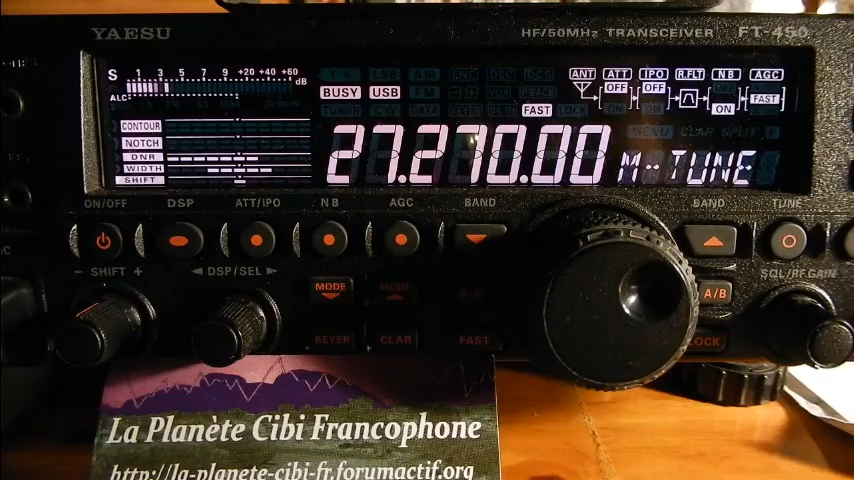 YAESU
HF/50MHz TRANSCEIVER FT-450
S 1 3 5 7 9 +20 +40 +60 dB
ALC
BUSY USB
FAST
ANT ATT IPO R.FLT NB AGC
OFF OFF
ON FAST
CONTOUR
NOTCH
DNR
WIDTH
SHIFT
27.270.00 M-TUNE
ON/OFF DSP ATT/IPO NB AGC BAND BAND TUNE
− SHIFT + ◄ DSP/SEL ► SQL/RF GAIN
MODE MODE A/B
KEYER CLAR FAST LOCK
La Planète Cibi Francophone
http://la-planete-cibi-fr.forumactif.org